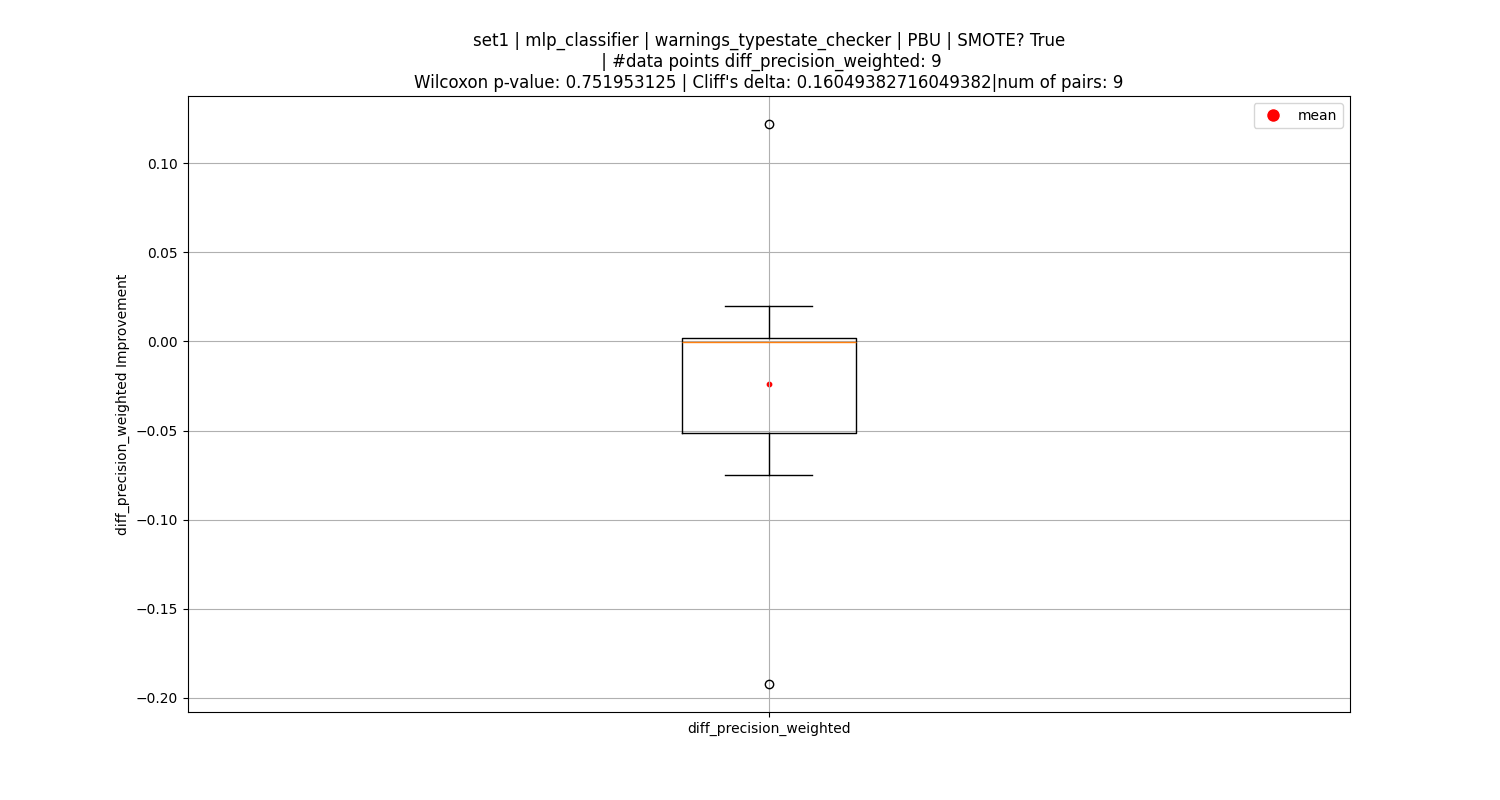 set1 | mlp_classifier | warnings_typestate_checker | PBU | SMOTE? True
| #data points diff_precision_weighted: 9
Wilcoxon p-value: 0.751953125 | Cliff's delta: 0.16049382716049382|num of pairs: 9
mean
0.10
0.05
0.00
−0.05
−0.10
−0.15
−0.20
diff_precision_weighted Improvement
diff_precision_weighted